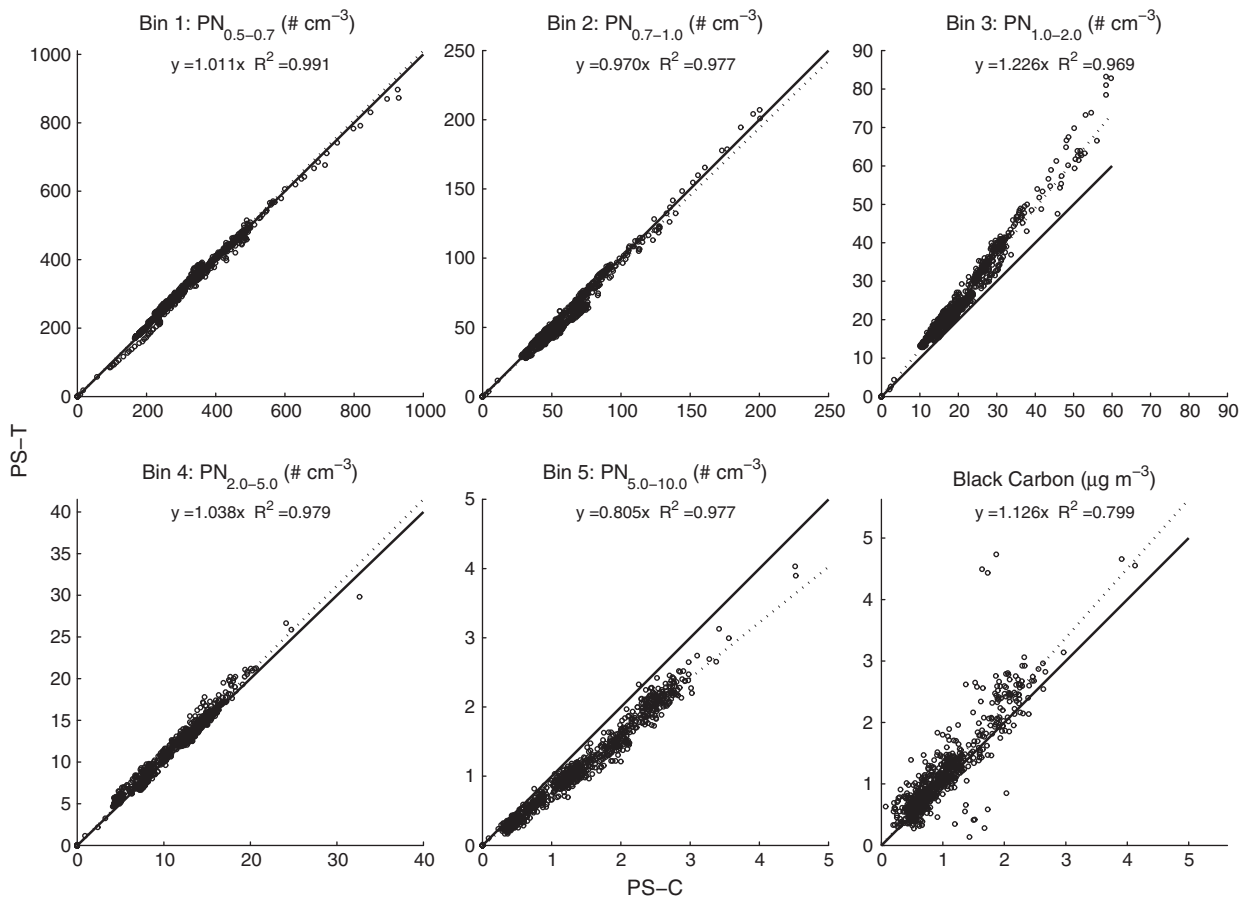 Bin 1: PN0.5−0.7 (# cm−3)
y =1.011x R2 =0.991
1000
800
600
400
200
0
0 200 400 600 800 1000
Bin 2: PN0.7−1.0 (# cm−3)
y =0.970x R2 =0.977
250
200
150
100
50
0
0 50 100 150 200 250
Bin 3: PN1.0−2.0 (# cm−3)
y =1.226x R2 =0.969
90
80
70
60
50
40
30
20
10
0
0 10 20 30 40 50 60 70 80 90
PS−T
Bin 4: PN2.0−5.0 (# cm−3)
y =1.038x R2 =0.979
40
35
30
25
20
15
10
5
0
0 10 20 30 40
Bin 5: PN5.0−10.0 (# cm−3)
y =0.805x R2 =0.977
5
4
3
2
1
0
0 1 2 3 4 5
Black Carbon (μg m−3)
y =1.126x R2 =0.799
5
4
3
2
1
0
0 1 2 3 4 5
PS−C